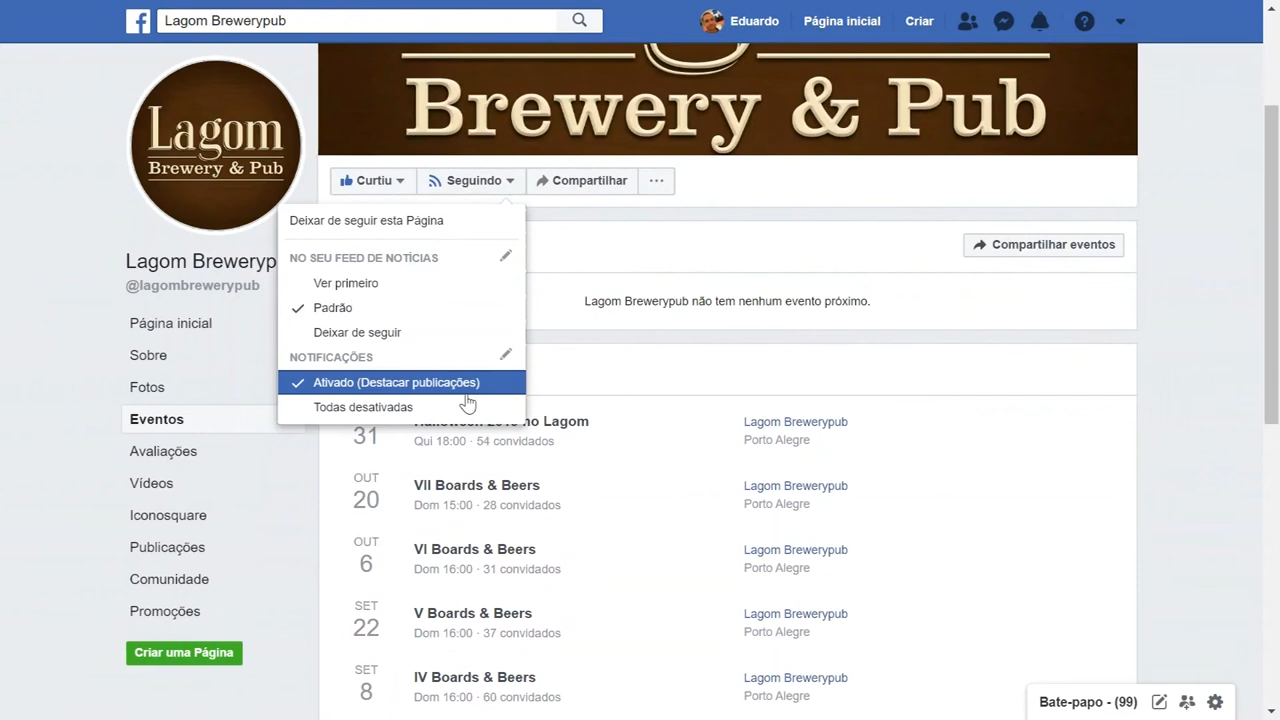 Lagom Brewerypub
Eduardo
Página inicial
Criar
Brewery & Pub
Lagom
Brewery & Pub
Curtiu
Seguindo
Compartilhar
Deixar de seguir esta Página
NO SEU FEED DE NOTÍCIAS
Ver primeiro
Padrão
Deixar de seguir
NOTIFICAÇÕES
Ativado (Destacar publicações)
Todas desativadas
Compartilhar eventos
Lagom Brewerypub não tem nenhum evento próximo.
Lagom Breweryp
@lagombrewerypub
Página inicial
Sobre
Fotos
Eventos
Avaliações
Vídeos
Iconosquare
Publicações
Comunidade
Promoções
Criar uma Página
31
no Lagom
Qui 18:00 · 54 convidados
Lagom Brewerypub
Porto Alegre
OUT
20
VII Boards & Beers
Dom 15:00 · 28 convidados
Lagom Brewerypub
Porto Alegre
OUT
6
VI Boards & Beers
Dom 16:00 · 31 convidados
Lagom Brewerypub
Porto Alegre
SET
22
V Boards & Beers
Dom 16:00 · 37 convidados
Lagom Brewerypub
Porto Alegre
SET
8
IV Boards & Beers
Dom 16:00 · 60 convidados
Lagom Brewerypub
Porto Alegre
Bate-papo - (99)